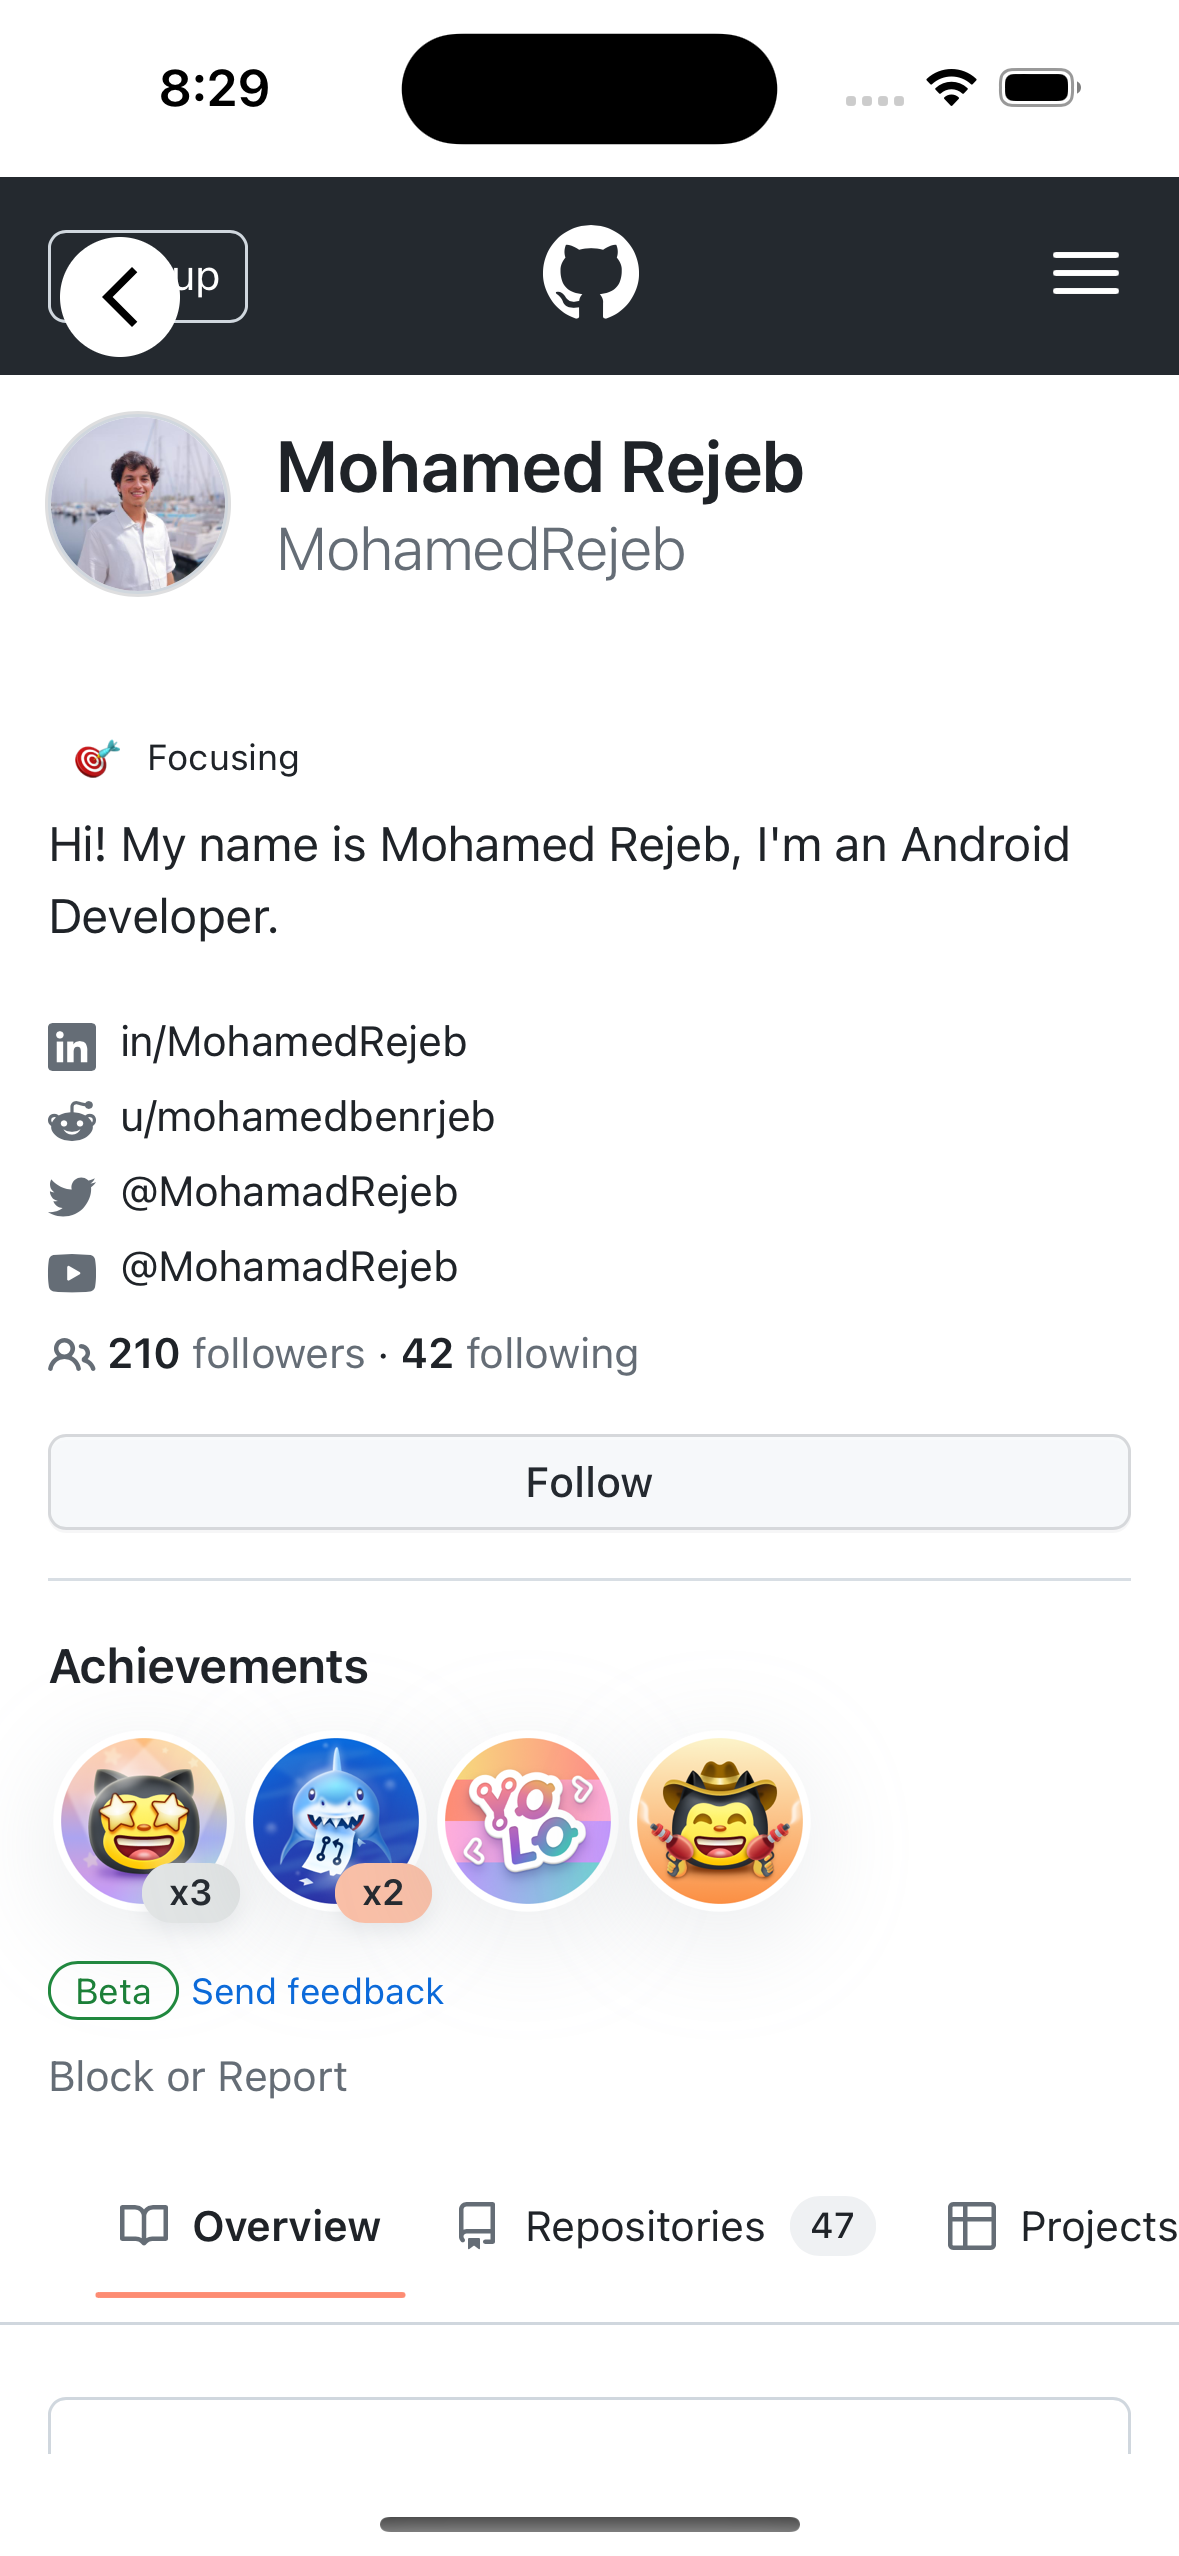 8:29
up
Mohamed Rejeb
MohamedRejeb
Focusing
Hi! My name is Mohamed Rejeb, I'm an Android
Developer.
in/MohamedRejeb
u/mohamedbenrjeb
@MohamadRejeb
@MohamadRejeb
210 followers · 42 following
Follow
Achievements
YOLO
x3 x2
Beta Send feedback
Block or Report
Overview Repositories 47 Projects